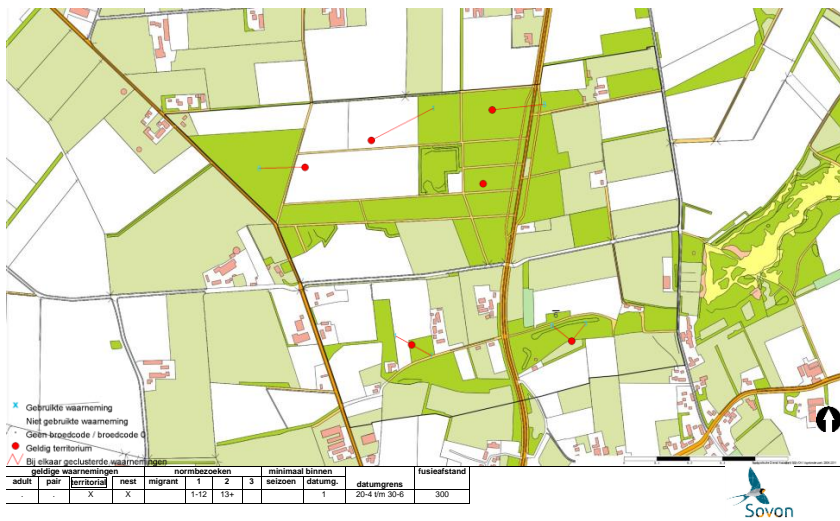 Gebruikte waarneming
Niet gebruikte waarneming
Geen broedcode / broedcode 0
Geldig territorium
Bij elkaar geclusterde waarnemingen
geldige waarnemingen normbezoeken minimaal binnen datumgrens fusieafstand
adult pair territorial nest migrant 1 2 3 seizoen datumg.
. . X X 1-12 13+ 1 20-4 t/m 30-6 300
Sovon